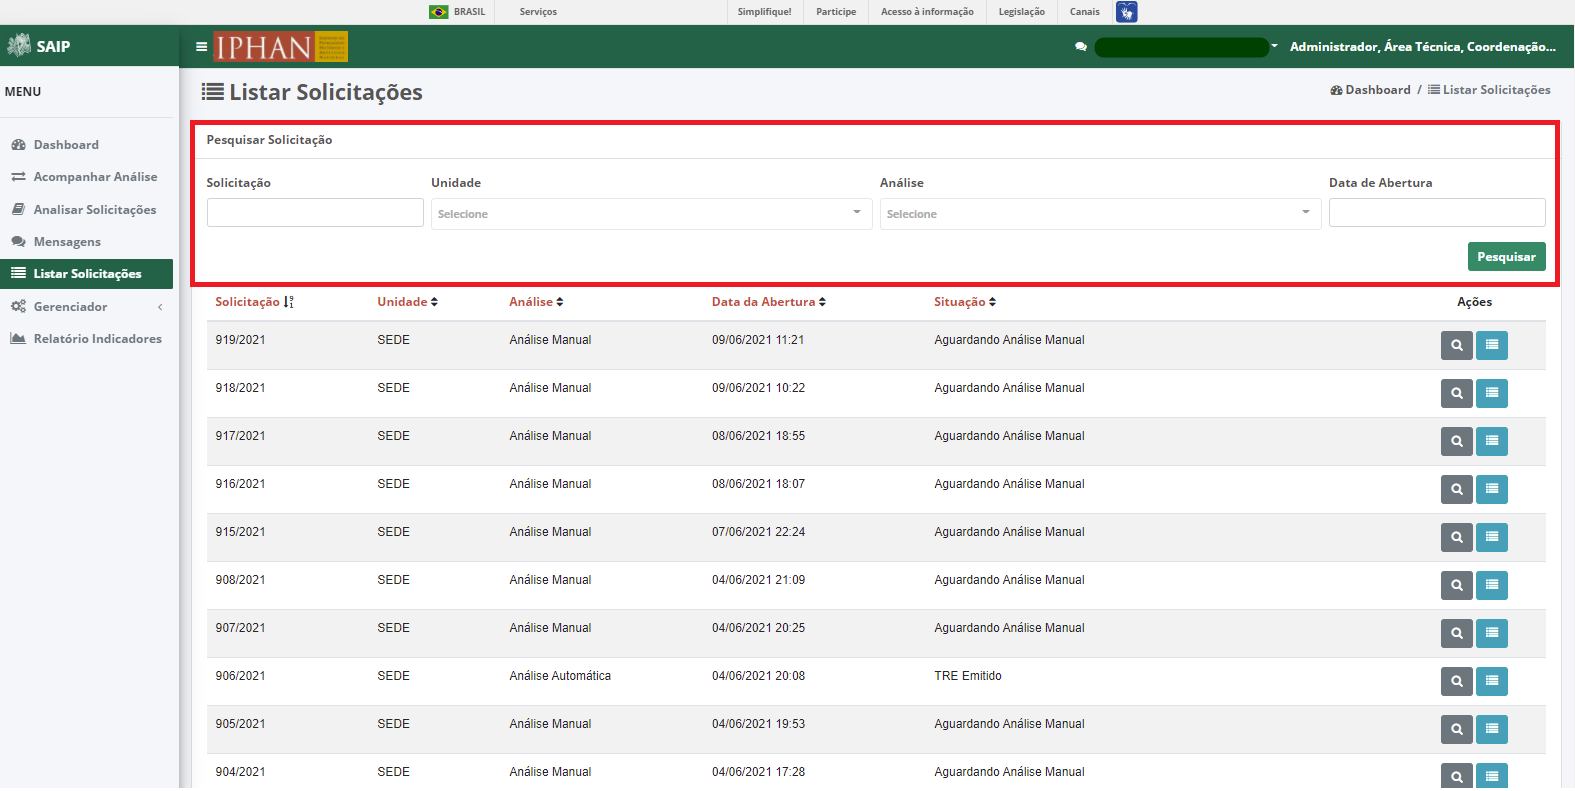 BRASIL Serviços Simplifique! Participe Acesso à informação Legislação Canais
SAIP IPHAN Administrador, Área Técnica, Coordenação...
MENU
Listar Solicitações
Dashboard / Listar Solicitações
Dashboard
Acompanhar Análise
Analisar Solicitações
Mensagens
Listar Solicitações
Gerenciador
Relatório Indicadores
Pesquisar Solicitação
Solicitação Unidade Análise Data de Abertura
Selecione Selecione
Pesquisar
Solicitação Unidade Análise Data da Abertura Situação Ações
919/2021 SEDE Análise Manual 09/06/2021 11:21 Aguardando Análise Manual
918/2021 SEDE Análise Manual 09/06/2021 10:22 Aguardando Análise Manual
917/2021 SEDE Análise Manual 08/06/2021 18:55 Aguardando Análise Manual
916/2021 SEDE Análise Manual 08/06/2021 18:07 Aguardando Análise Manual
915/2021 SEDE Análise Manual 07/06/2021 22:24 Aguardando Análise Manual
908/2021 SEDE Análise Manual 04/06/2021 21:09 Aguardando Análise Manual
907/2021 SEDE Análise Manual 04/06/2021 20:25 Aguardando Análise Manual
906/2021 SEDE Análise Automática 04/06/2021 20:08 TRE Emitido
905/2021 SEDE Análise Manual 04/06/2021 19:53 Aguardando Análise Manual
904/2021 SEDE Análise Manual 04/06/2021 17:28 Aguardando Análise Manual